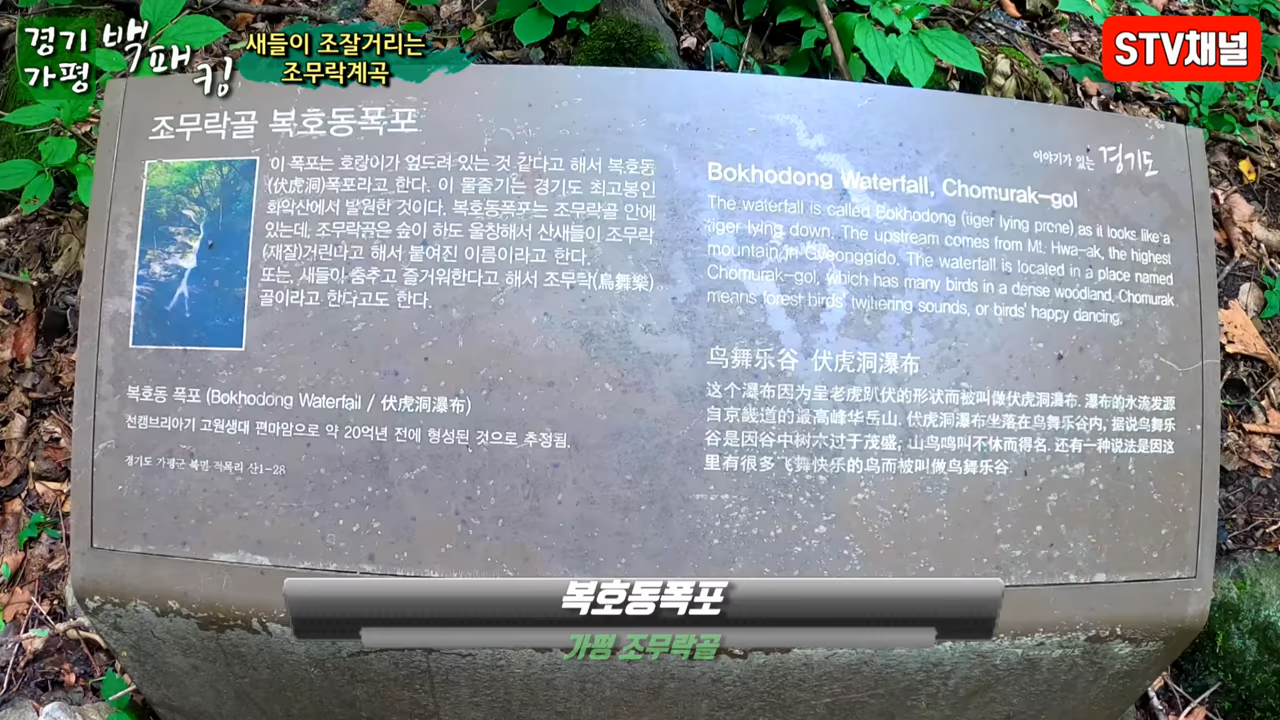 경기
가평
백패킹
새들이 조잘거리는
조무락계곡
STV채널
조무락골 복호동폭포
이 폭포는 호랑이가 엎드려 있는 것 같다고 해서 복호동
(伏虎洞)폭포라고 한다. 이 물줄기는 경기도 최고봉인
화악산에서 발원한 것이다. 복호동폭포는 조무락골 안에
있는데, 조무락골은 숲이 하도 울창해서 산새들이 조무락
(재잘)거린다고 해서 붙여진 이름이라고 한다.
또는, 새들이 춤추고 즐거워한다고 해서 조무락(鳥舞樂)
골이라고 한다고도 한다.
복호동 폭포 (Bokhodong Waterfall / 伏虎洞瀑布)
선캄브리아기 고원생대 편마암으로 약 20억년 전에 형성된 것으로 추정됨.
경기도 가평군 북면 적목리 산1-28
이야기가 있는 경기도
Bokhodong Waterfall, Chomurak-gol
The waterfall is called Bokhodong (tiger lying prone) as it looks like a
tiger lying down. The upstream comes from Mt. Hwa-ak, the highest
mountain in Gyeonggido. The waterfall is located in a place named
Chomurak-gol, which has many birds in a dense woodland. Chomurak
means forest birds' twittering sounds, or birds' happy dancing.
鸟舞乐谷 伏虎洞瀑布
这个瀑布因为呈老虎趴伏的形状而被叫做伏虎洞瀑布. 瀑布的水流发源
自京畿道的最高峰华岳山. 伏虎洞瀑布坐落在鸟舞乐谷内, 据说鸟舞乐
谷是因谷中树木过于茂盛, 山鸟鸣叫不休而得名. 还有一种说法是因这
里有很多飞舞快乐的鸟而被叫做鸟舞乐谷.
복호동폭포
가평 조무락골